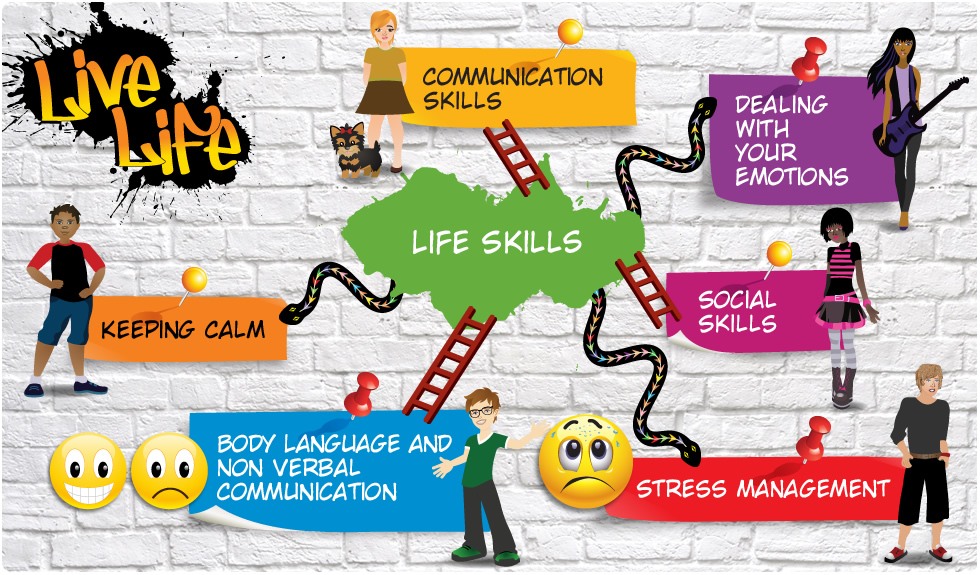 Live
Life
COMMUNICATION
SKILLS
DEALING
WITH
YOUR
EMOTIONS
LIFE SKILLS
KEEPING CALM
SOCIAL
SKILLS
BODY LANGUAGE AND
NON VERBAL
COMMUNICATION
STRESS MANAGEMENT